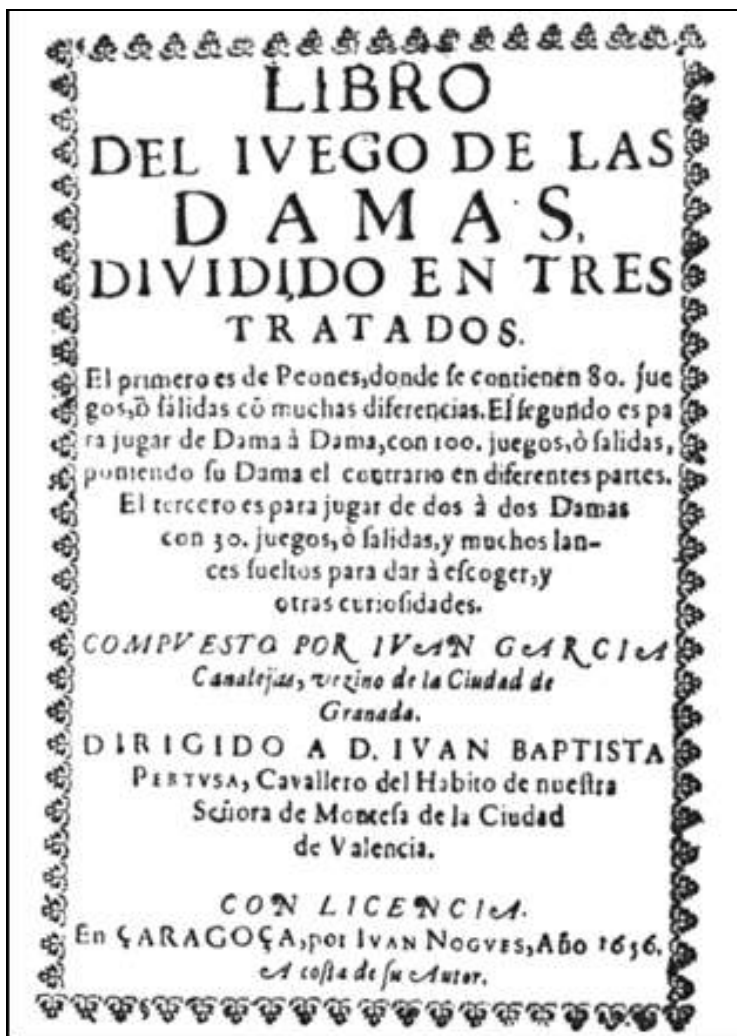 LIBRO
DEL IVEGO DE LAS
DAMAS,
DIVIDIDO EN TRES
TRATADOS.
El primero es de Peones, donde ſe contienen 80. jue
gos, ò ſalidas cõ muchas diferencias. El ſegundo es pa
ra jugar de Dama à Dama, con 100. juegos, ò ſalidas,
poniendo ſu Dama el contrario en diferentes partes.
El tercero es para jugar de dos à dos Damas
con 30. juegos, ò ſalidas, y muchos lan-
ces ſueltos para dar à eſcoger, y
otras curioſidades.
COMPVESTO POR IVAN GARCIA
Canalejas, vezino de la Ciudad de
Granada.
DIRIGIDO A D. IVAN BAPTISTA
PERTVSA, Cavallero del Habito de nueſtra
Señora de Monteſa de la Ciudad
de Valencia.
CON LICENCIA.
En ÇARAGOÇA, por IVAN NOGVES, Año 1656.
A coſta de ſu Autor.